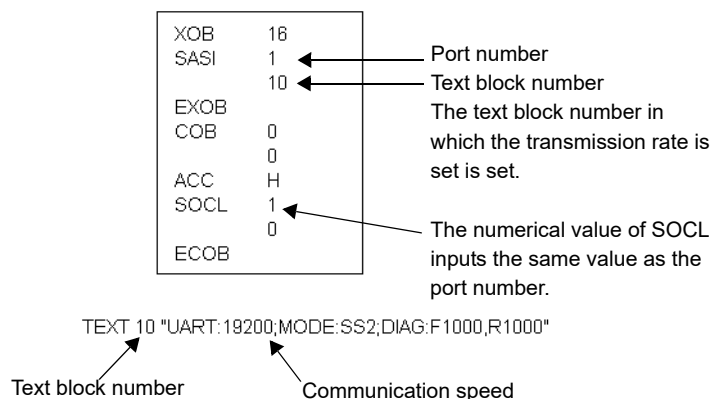 XOB 16
SASI 1
10
EXOB
COB 0
0
ACC H
SOCL 1
0
ECOB
Port number
Text block number
The text block number in
which the transmission rate is
set is set.
The numerical value of SOCL
inputs the same value as the
port number.
TEXT 10 "UART:19200;MODE:SS2;DIAG:F1000,R1000"
Text block number
Communication speed